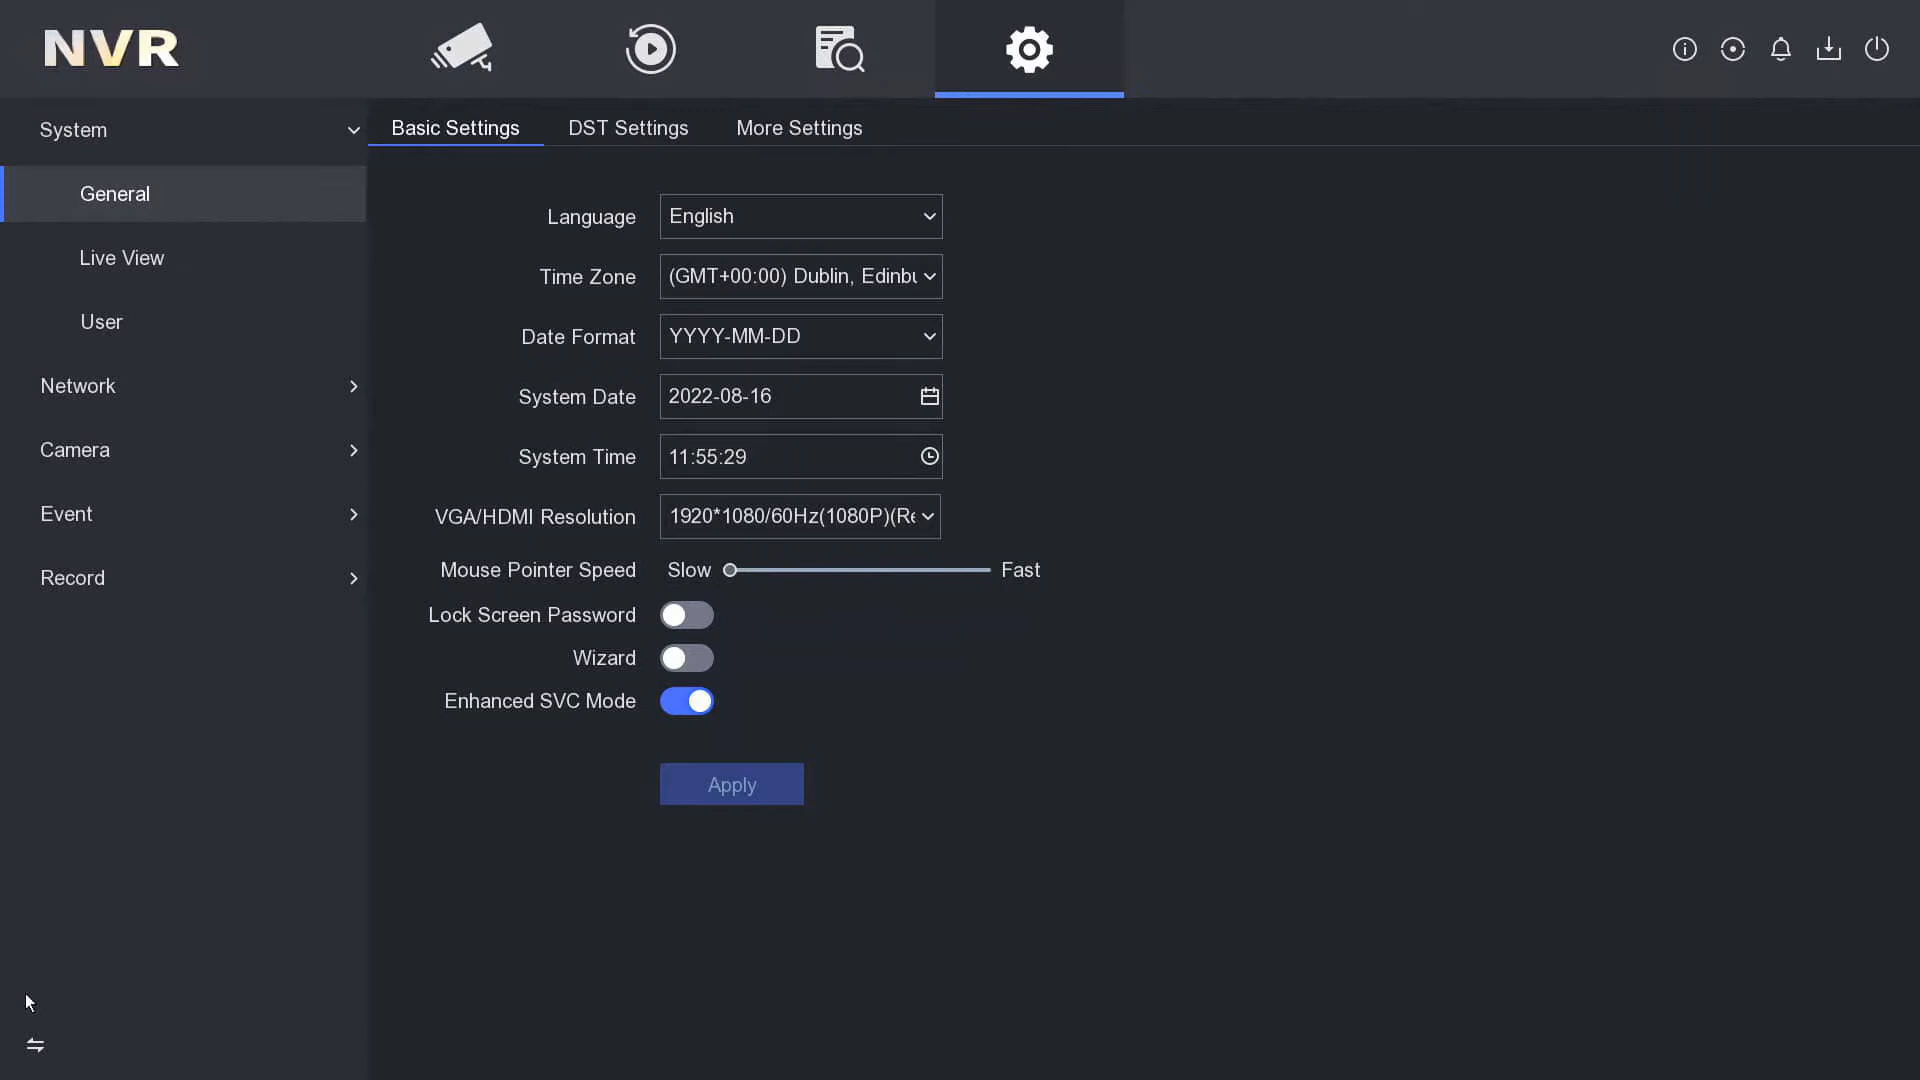 NVR
System
Basic Settings
DST Settings
More Settings
General
Live View
User
Network
Camera
Event
Record
Language
English
Time Zone
(GMT+00:00) Dublin, Edinbu
Date Format
YYYY-MM-DD
System Date
2022-08-16
System Time
11:55:29
VGA/HDMI Resolution
1920*1080/60Hz(1080P)(Re
Mouse Pointer Speed
Slow
Fast
Lock Screen Password
Wizard
Enhanced SVC Mode
Apply